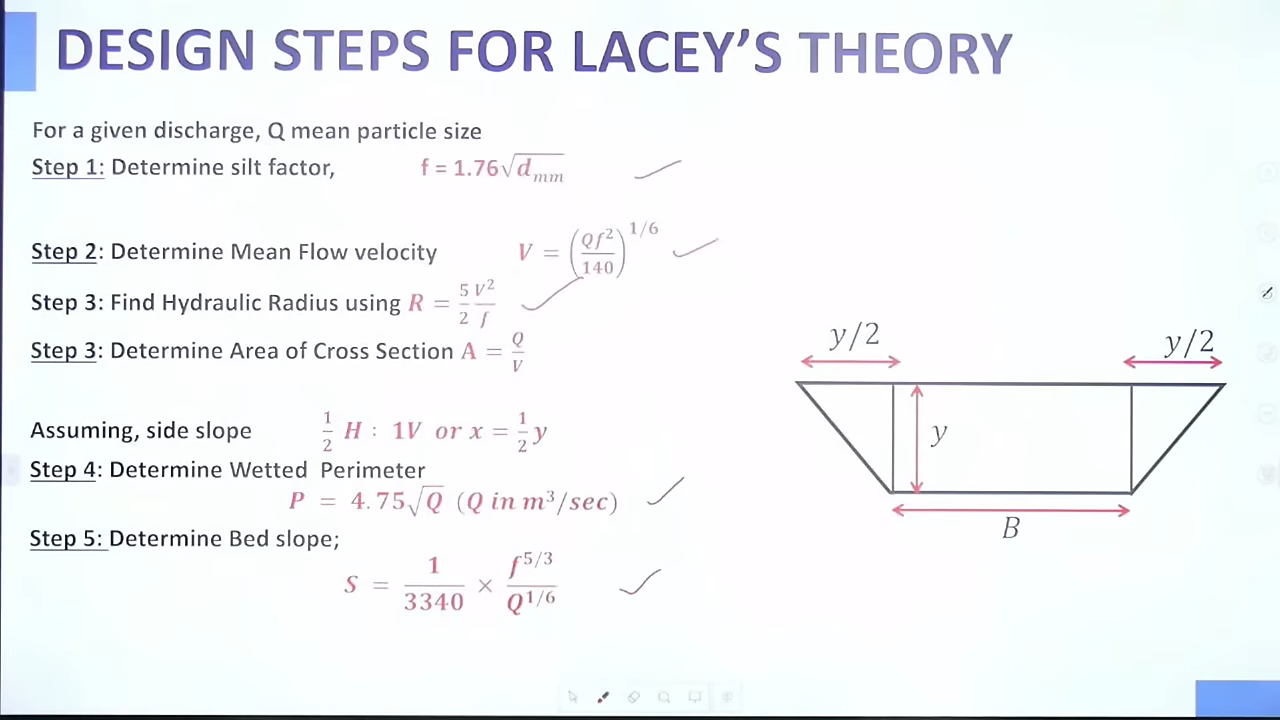 DESIGN STEPS FOR LACEY'S THEORY
For a given discharge, Q mean particle size
Step 1: Determine silt factor, f = 1.76√d_mm
Step 2: Determine Mean Flow velocity V = (Qf²/140)^1/6
Step 3: Find Hydraulic Radius using R = 5/2 V²/f
Step 3: Determine Area of Cross Section A = Q/V
Assuming, side slope 1/2 H : 1V or x = 1/2 y
Step 4: Determine Wetted Perimeter
P = 4.75√Q (Q in m³/sec)
Step 5: Determine Bed slope;
S = 1/3340 × f^5/3/Q^1/6
y/2
y/2
y
B